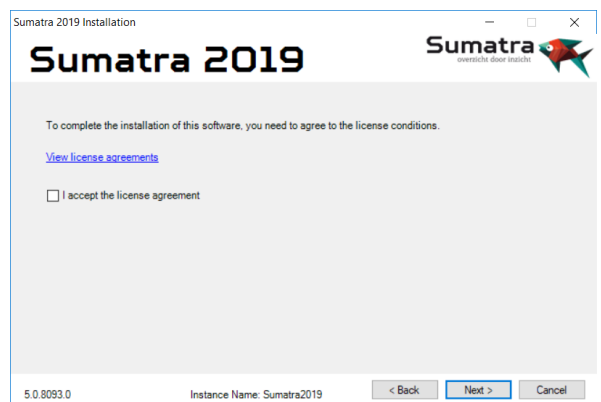 Sumatra 2019 Installation
Sumatra 2019
Sumatra
overzicht door inzicht
To complete the installation of this software, you need to agree to the license conditions.
View license agreements
I accept the license agreement
5.0.8093.0
Instance Name: Sumatra2019
< Back
Next >
Cancel